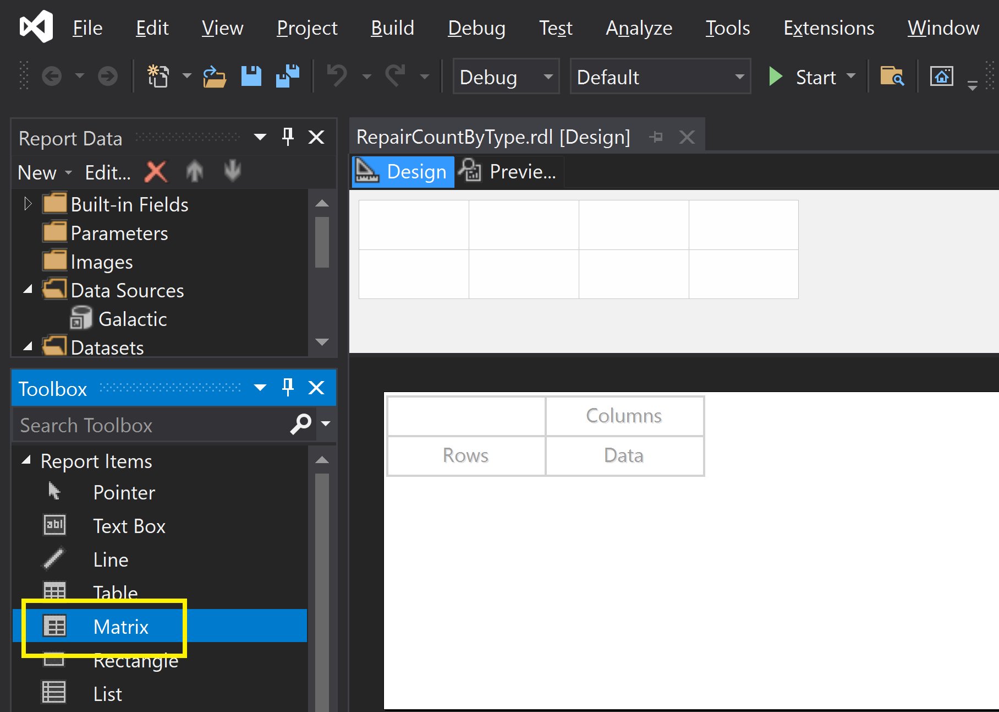 File Edit View Project Build Debug Test Analyze Tools Extensions Window
Debug Default Start
Report Data
New Edit...
Built-in Fields
Parameters
Images
Data Sources
Galactic
Datasets
Toolbox
Search Toolbox
Report Items
Pointer
abl Text Box
Line
Table
Matrix
Rectangle
List
RepairCountByType.rdl [Design]
Design Previe...
Columns
Rows Data